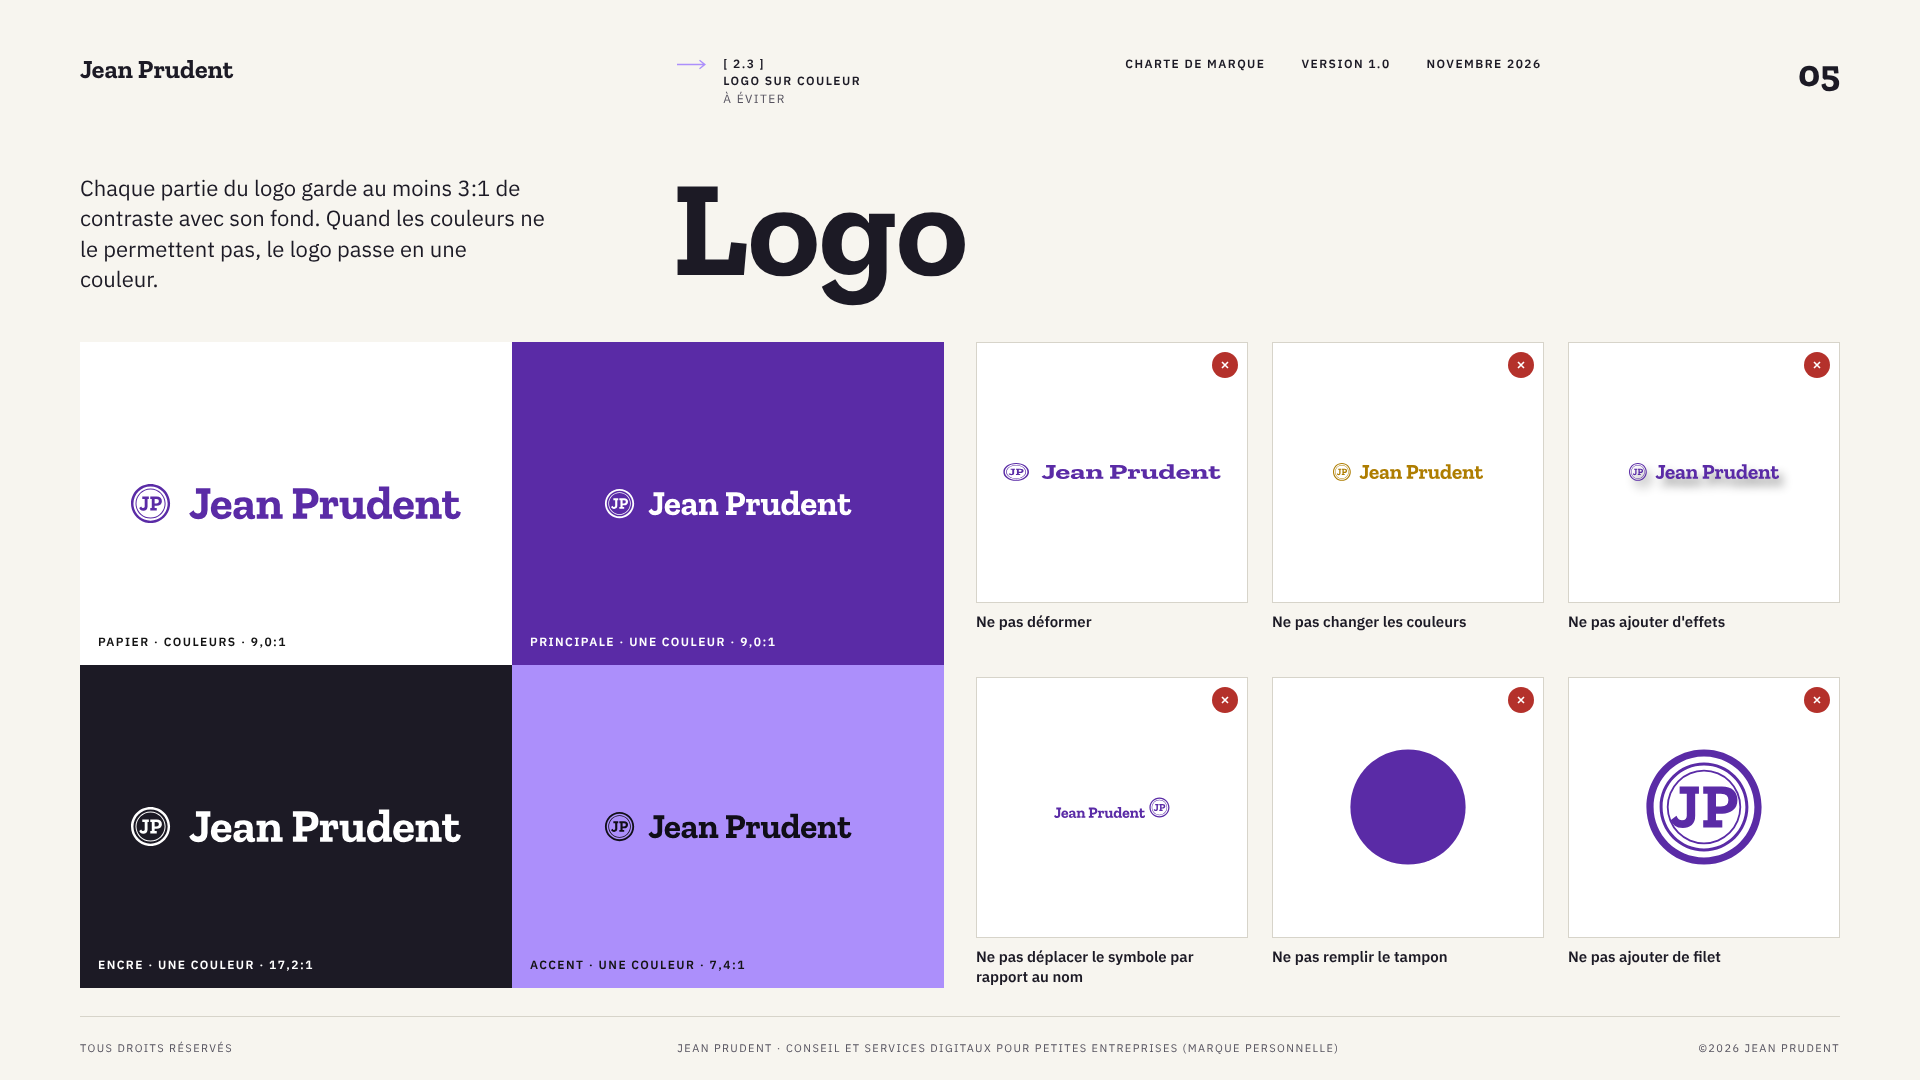 Jean Prudent
[ 2.3 ]
LOGO SUR COULEUR
À ÉVITER
CHARTE DE MARQUE
VERSION 1.0
NOVEMBRE 2026
05
Chaque partie du logo garde au moins 3:1 de
contraste avec son fond. Quand les couleurs ne
le permettent pas, le logo passe en une
couleur.
Logo
JP Jean Prudent
PAPIER · COULEURS · 9,0:1
JP Jean Prudent
PRINCIPALE · UNE COULEUR · 9,0:1
JP Jean Prudent
ENCRE · UNE COULEUR · 17,2:1
JP Jean Prudent
ACCENT · UNE COULEUR · 7,4:1
JP Jean Prudent
Ne pas déformer
JP Jean Prudent
Ne pas changer les couleurs
JP Jean Prudent
Ne pas ajouter d'effets
Jean Prudent JP
Ne pas déplacer le symbole par
rapport au nom
Ne pas remplir le tampon
JP
Ne pas ajouter de filet
TOUS DROITS RÉSERVÉS
JEAN PRUDENT · CONSEIL ET SERVICES DIGITAUX POUR PETITES ENTREPRISES (MARQUE PERSONNELLE)
©2026 JEAN PRUDENT